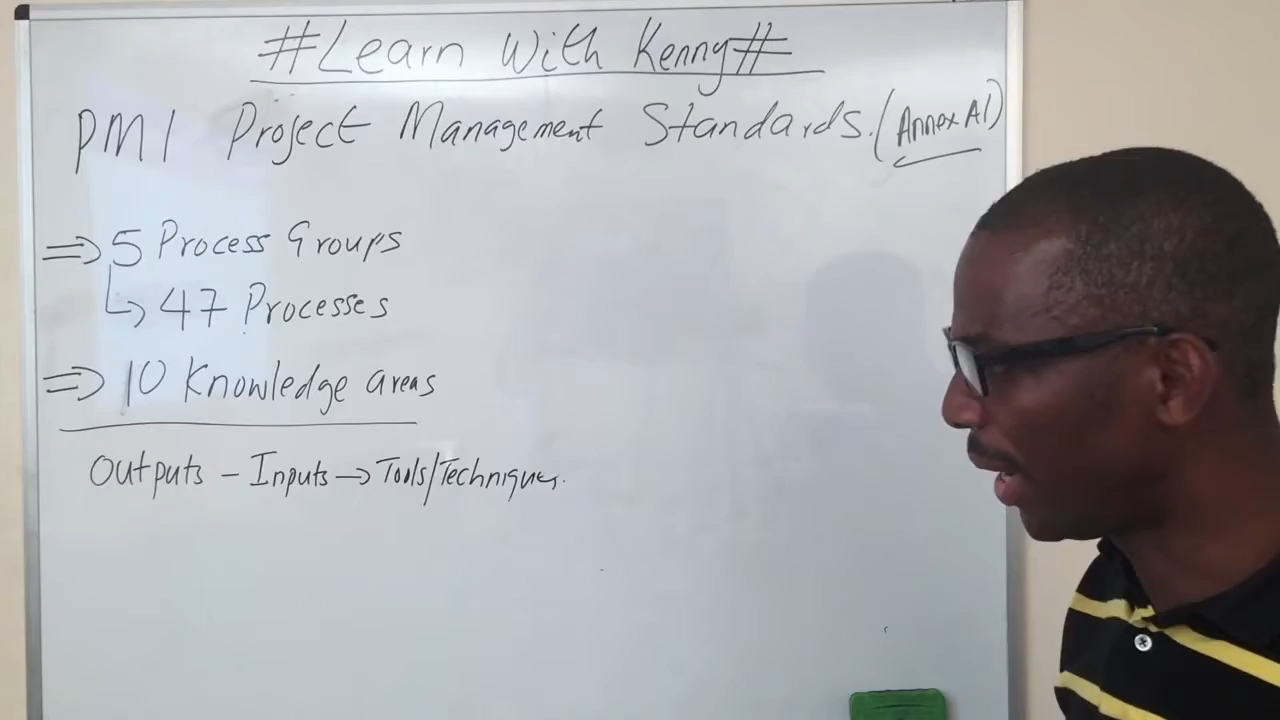 #Learn With Kenny#
PMI Project Management Standards. (Annex A1)
⇒ 5 Process Groups
↳ 47 Processes
⇒ 10 Knowledge areas
Outputs - Inputs → Tools/Techniques.